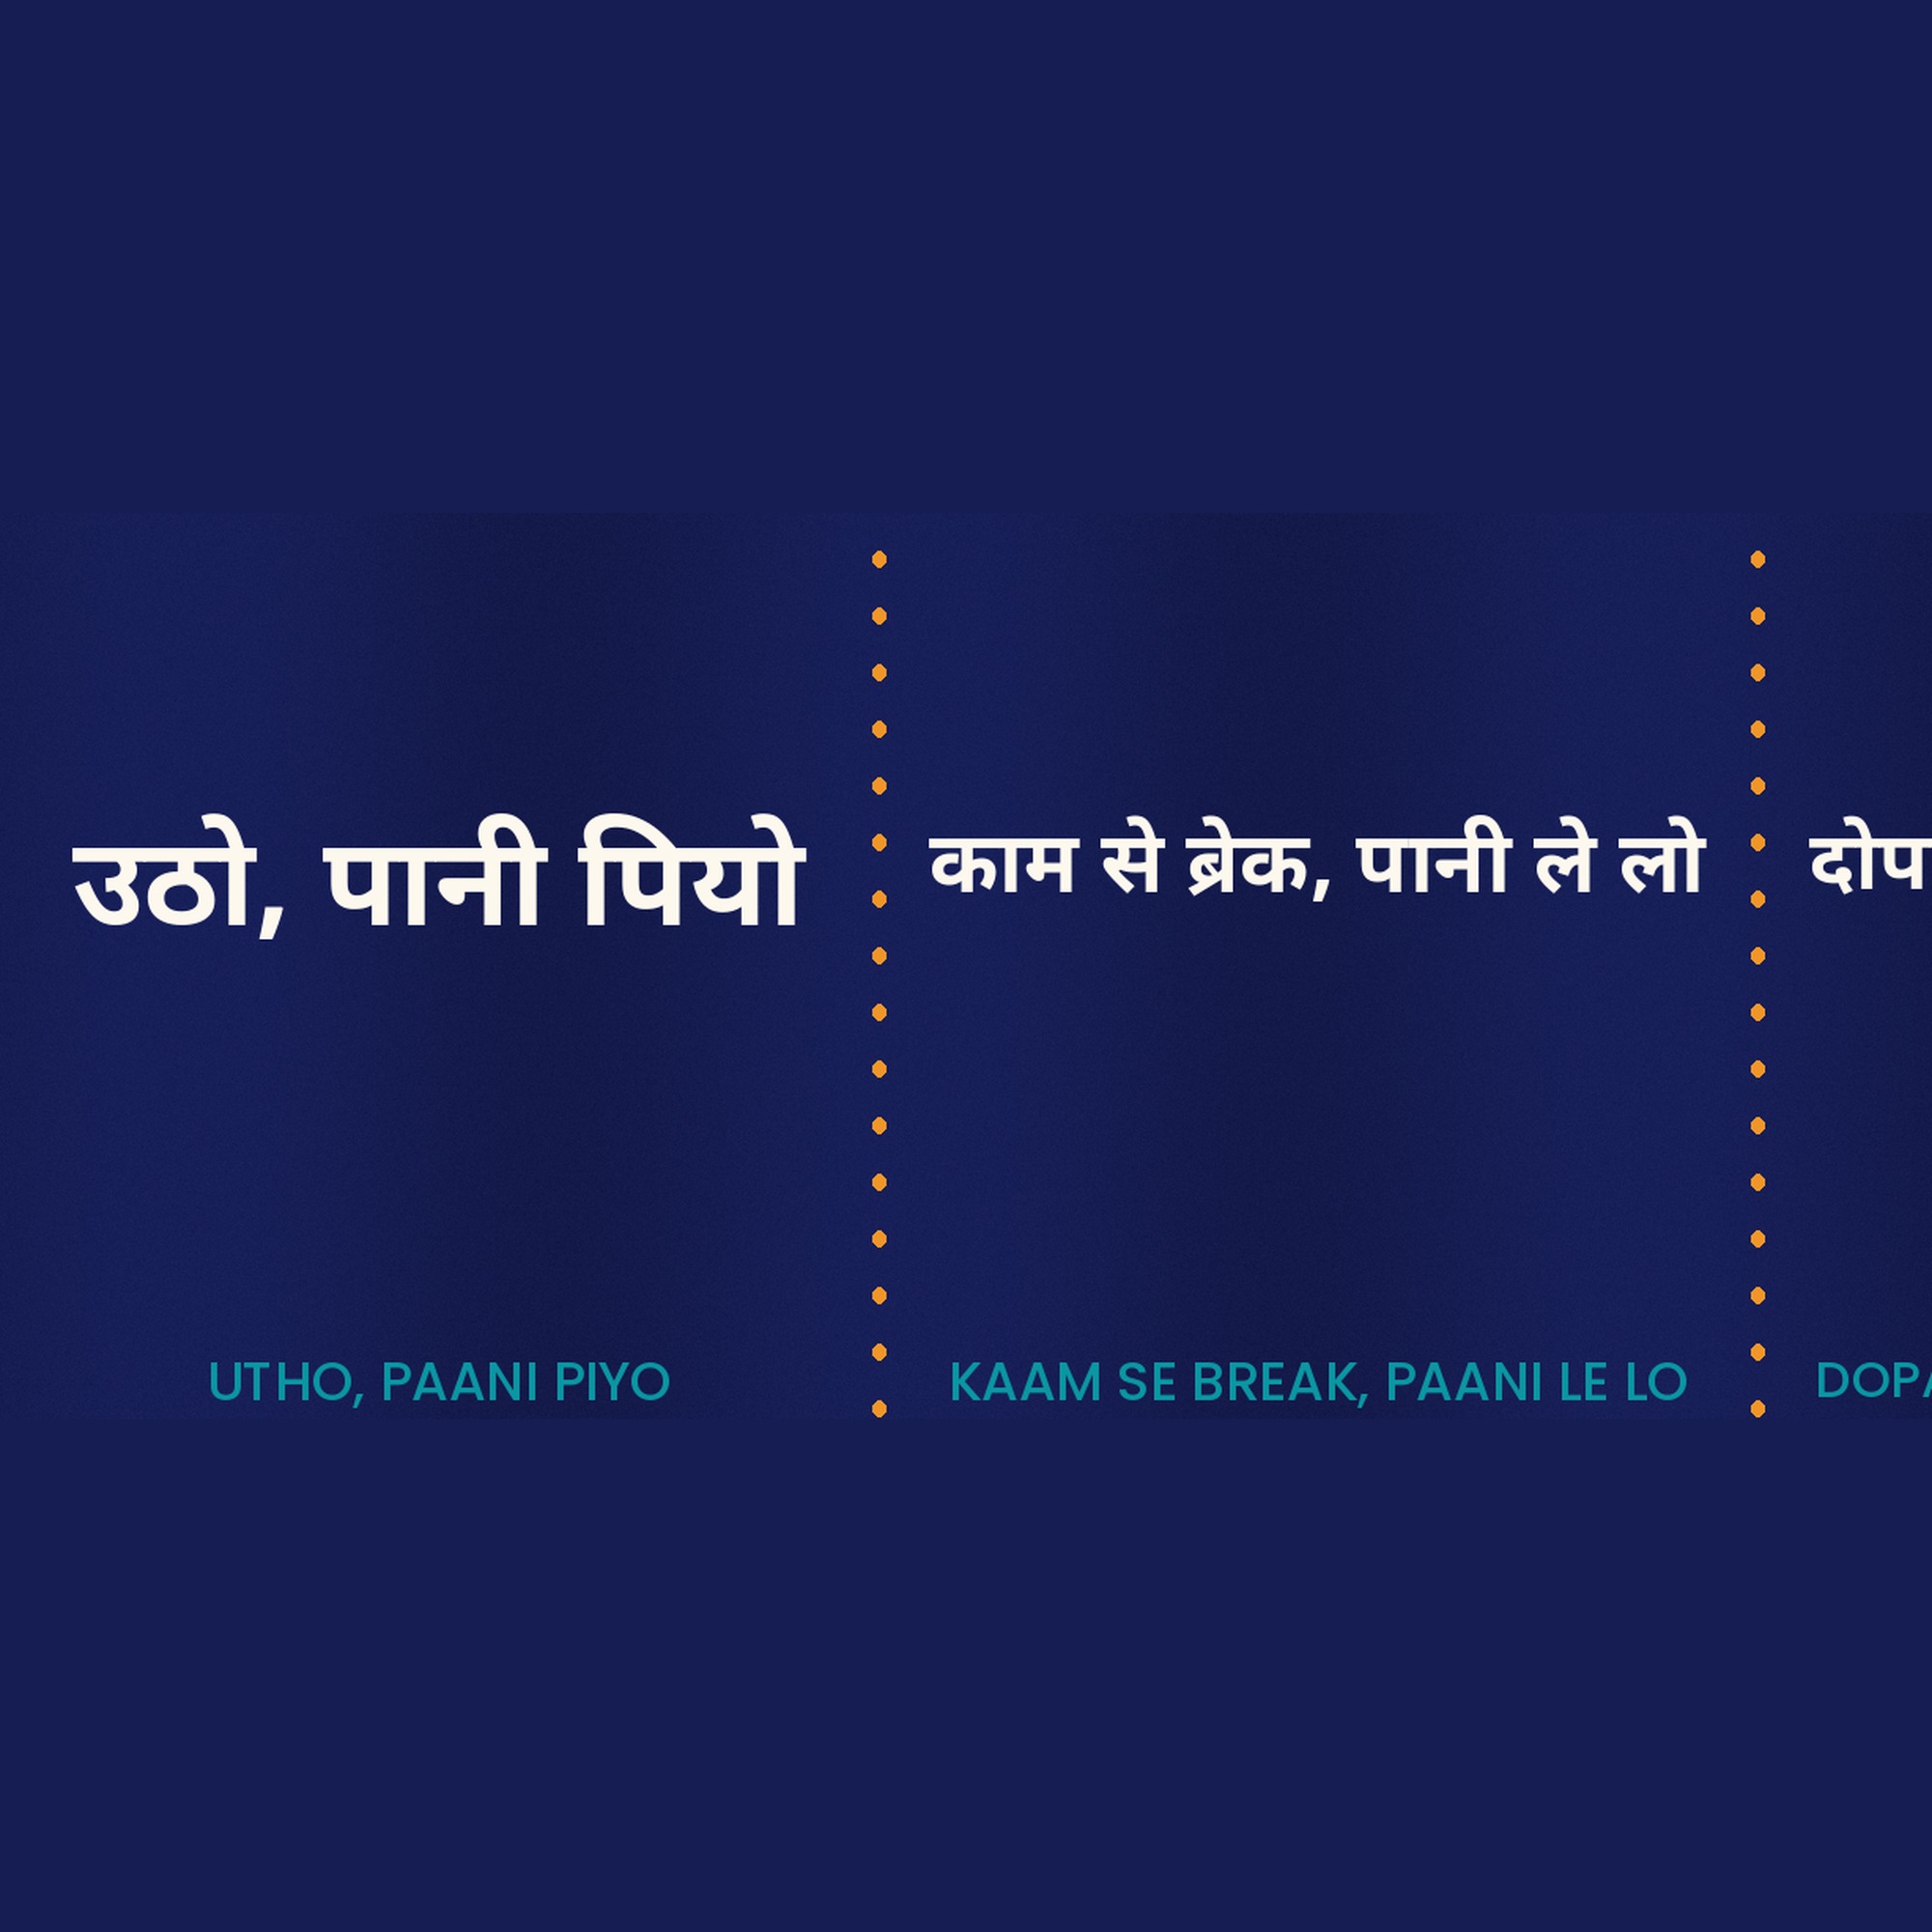 उठो, पानी पियो
UTHO, PAANI PIYO
काम से ब्रेक, पानी ले लो
KAAM SE BREAK, PAANI LE LO